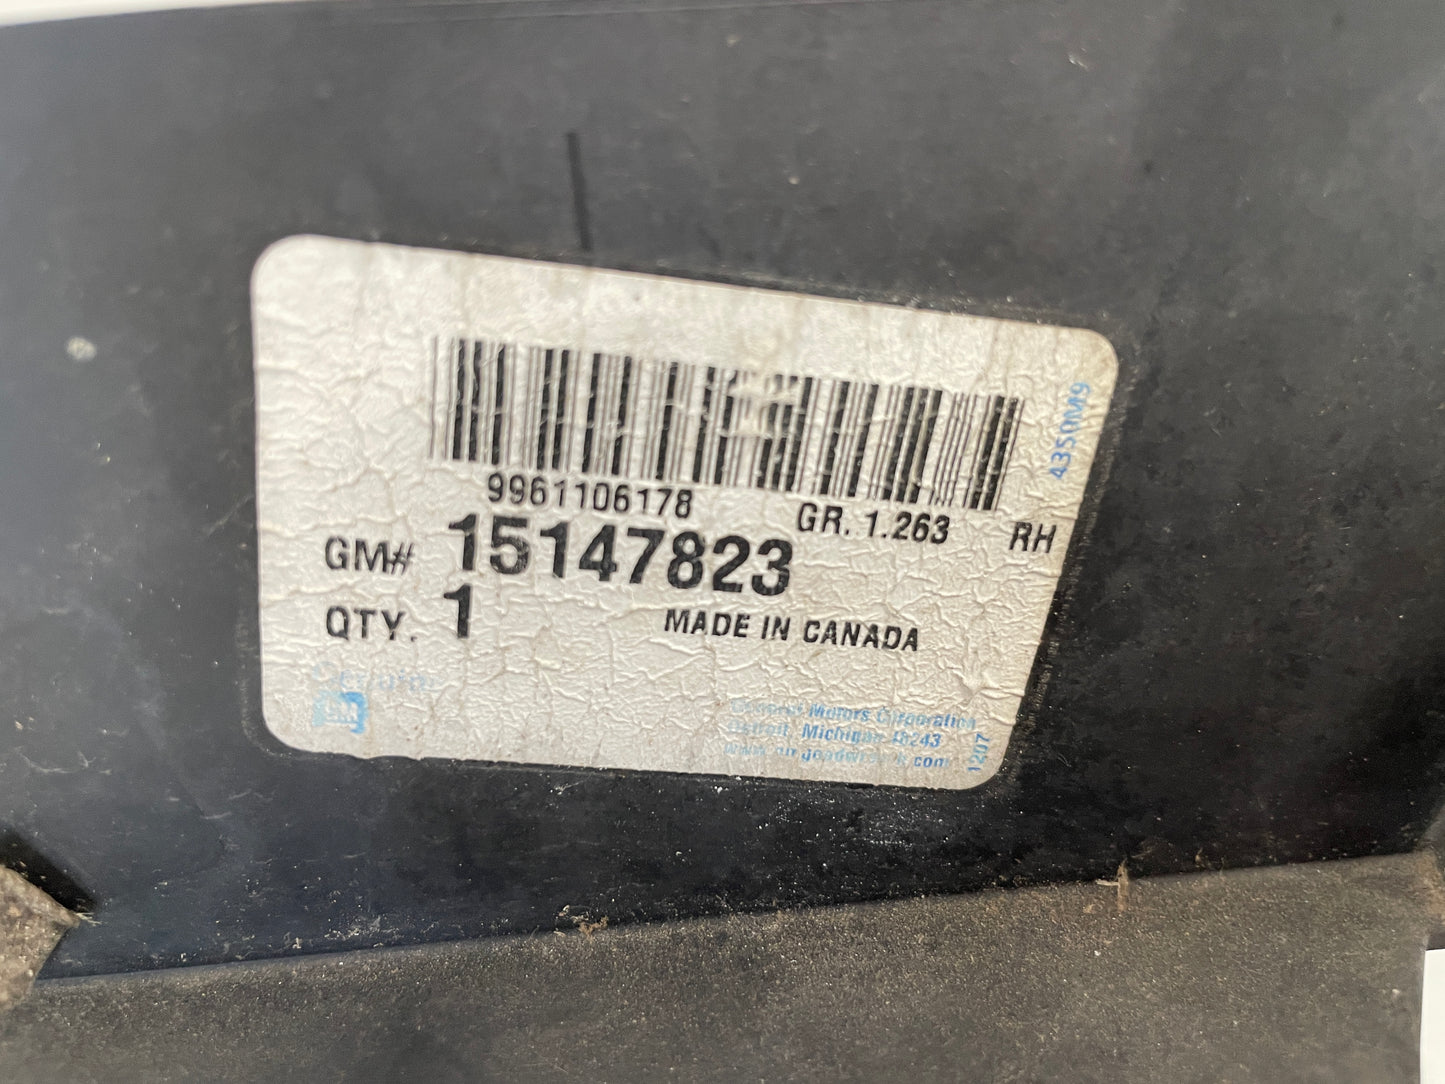 4350M9
9961106178
GR. 1.263 RH
GM# 15147823
QTY. 1 MADE IN CANADA
General Motors Corporation
Detroit, Michigan 48243
1207